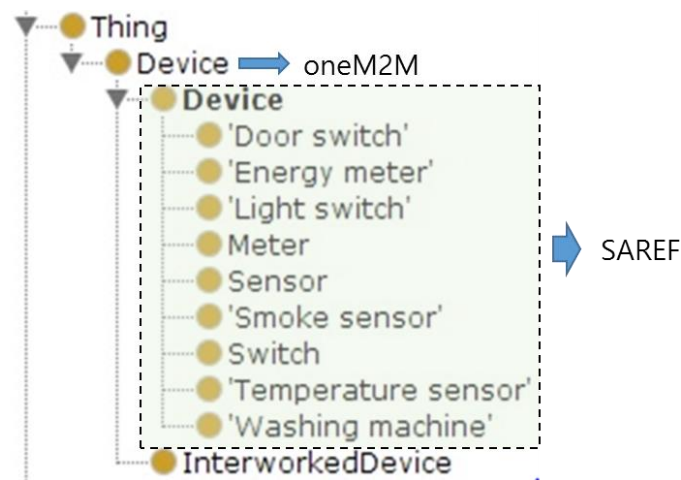 Thing
Device oneM2M
Device
'Door switch'
'Energy meter'
'Light switch'
Meter
SAREF
Sensor
'Smoke sensor'
Switch
'Temperature sensor'
'Washing machine'
InterworkedDevice